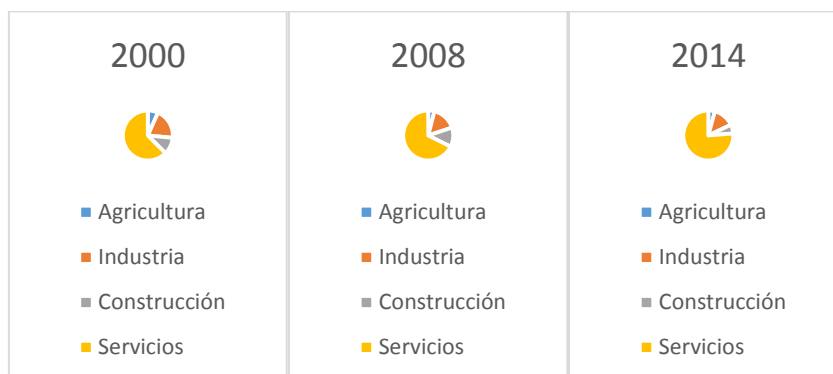 2000
Agricultura
Industria
Construcción
Servicios
2008
Agricultura
Industria
Construcción
Servicios
2014
Agricultura
Industria
Construcción
Servicios